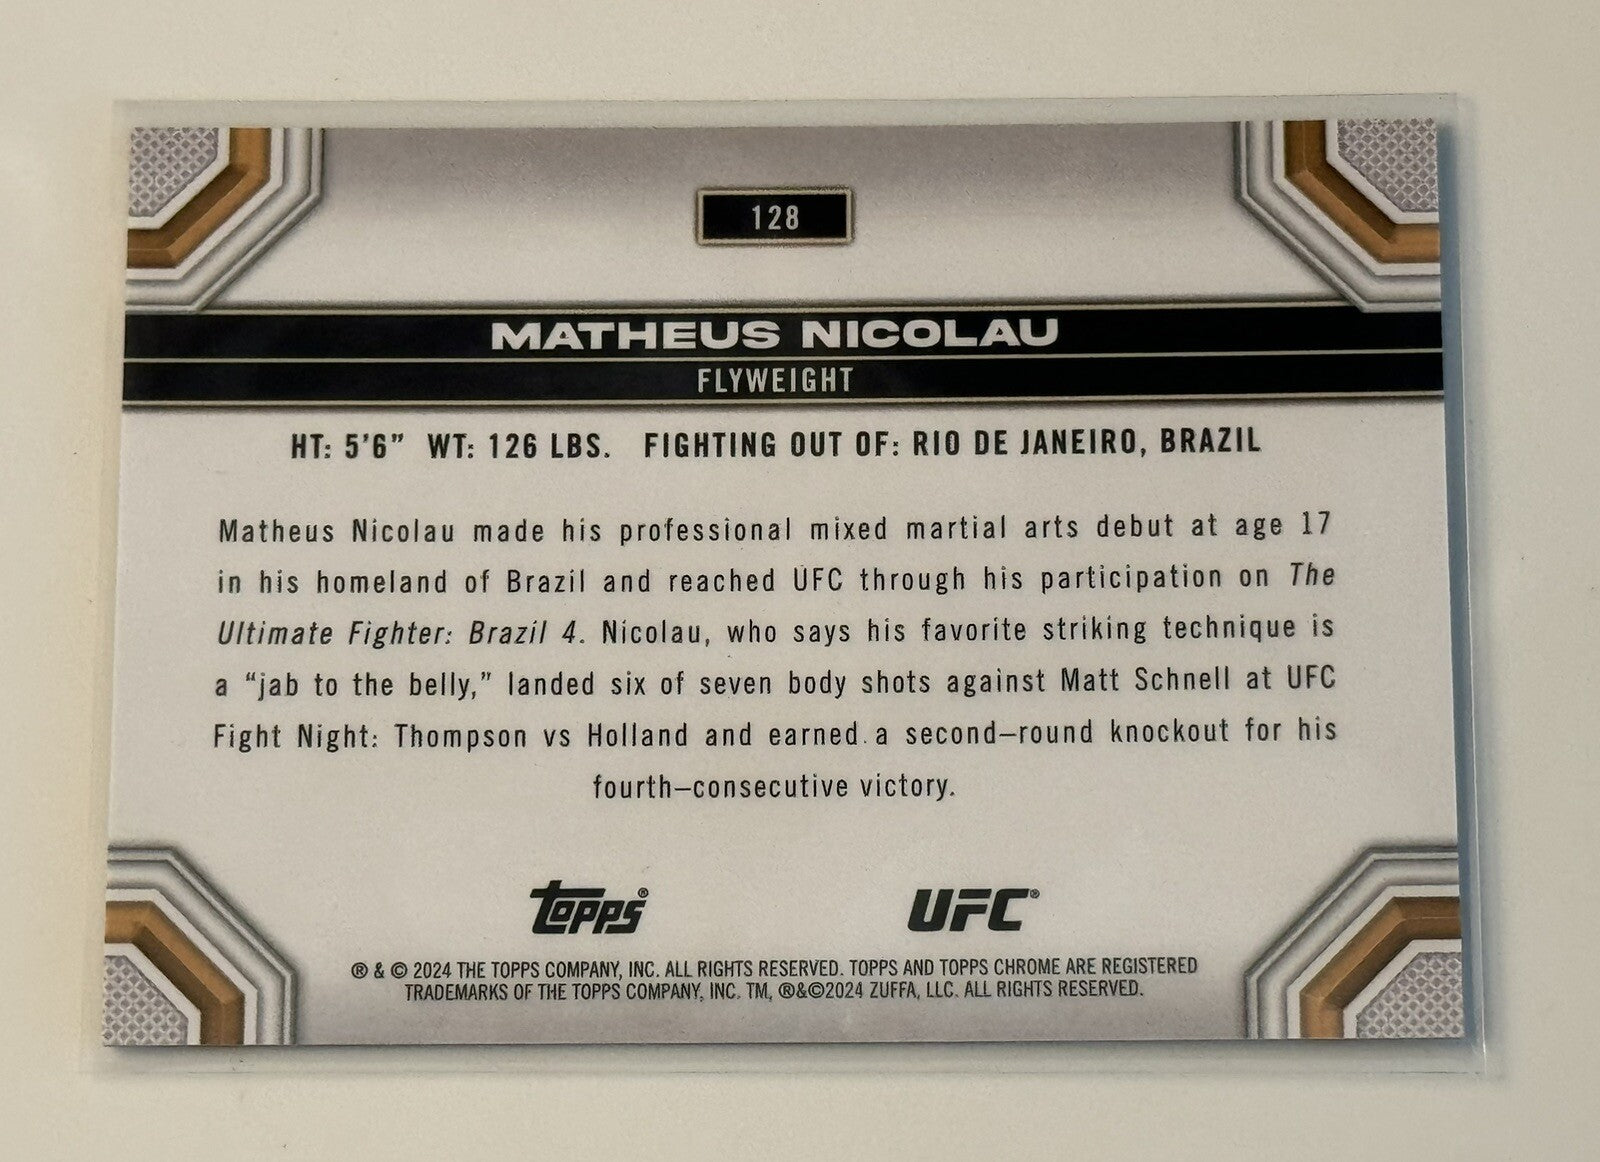 128
MATHEUS NICOLAU
FLYWEIGHT
HT: 5'6" WT: 126 LBS. FIGHTING OUT OF: RIO DE JANEIRO, BRAZIL
Matheus Nicolau made his professional mixed martial arts debut at age 17
in his homeland of Brazil and reached UFC through his participation on The
Ultimate Fighter: Brazil 4. Nicolau, who says his favorite striking technique is
a “jab to the belly,” landed six of seven body shots against Matt Schnell at UFC
Fight Night: Thompson vs Holland and earned a second–round knockout for his
fourth–consecutive victory.
Topps® UFC®
® & © 2024 THE TOPPS COMPANY, INC. ALL RIGHTS RESERVED. TOPPS AND TOPPS CHROME ARE REGISTERED
TRADEMARKS OF THE TOPPS COMPANY, INC. TM, ®&©2024 ZUFFA, LLC. ALL RIGHTS RESERVED.